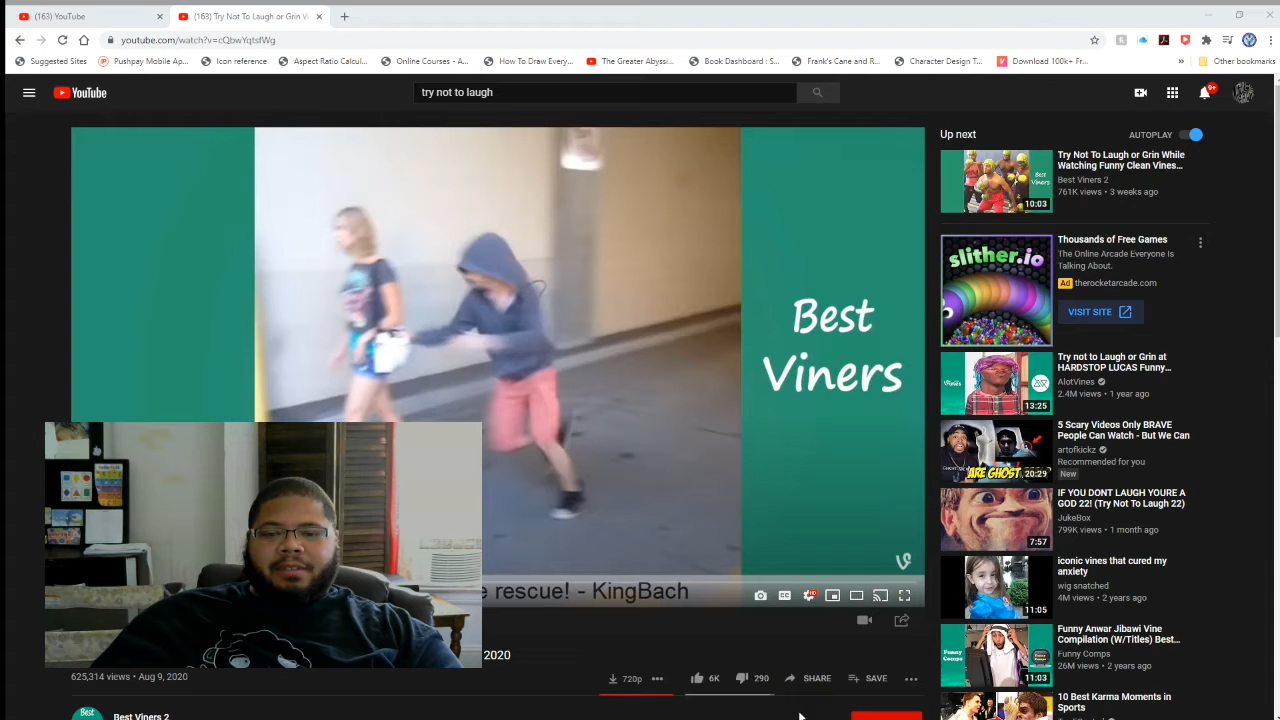 (163) YouTube
(163) Try Not To Laugh or Grin V
youtube.com/watch?v=cQbwYqtsfWg
Suggested Sites
Pushpay Mobile Ap...
Icon reference
Aspect Ratio Calcul...
Online Courses - A...
How To Draw Every...
The Greater Abyssi...
Book Dashboard : S...
Frank's Cane and R...
Character Design T...
Download 100k+ Fr...
Other bookmarks
YouTube
try not to laugh
9+
Up next
AUTOPLAY
Try Not To Laugh or Grin While
Watching Funny Clean Vines...
Best Viners 2
761K views • 3 weeks ago
Best
Viners
10:03
slither.io
Thousands of Free Games
The Online Arcade Everyone Is
Talking About.
Ad therocketarcade.com
VISIT SITE
Best
Viners
Try not to Laugh or Grin at
HARDSTOP LUCAS Funny...
AlotVines
2.4M views • 1 year ago
13:25
5 Scary Videos Only BRAVE
People Can Watch - But We Can
artofkickz
Recommended for you
New
ARE GHOST
20:29
IF YOU DONT LAUGH YOURE A
GOD 22! (Try Not To Laugh 22)
JukeBox
799K views • 1 month ago
7:57
iconic vines that cured my
anxiety
wig snatched
4M views • 2 years ago
11:05
e rescue! - KingBach
HD
Funny Anwar Jibawi Vine
Compilation (W/Titles) Best...
Funny Comps
26M views • 2 years ago
Funny
Comps
11:03
2020
625,314 views • Aug 9, 2020
720p
6K
290
SHARE
SAVE
10 Best Karma Moments in
Sports
Best
Best Viners 2